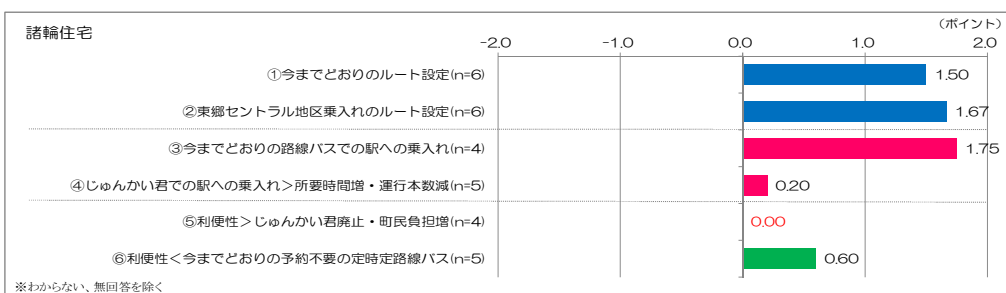 諸輪住宅
(ポイント)
-2.0 -1.0 0.0 1.0 2.0
①今までどおりのルート設定(n=6) 1.50
②東郷セントラル地区乗入れのルート設定(n=6) 1.67
③今までどおりの路線バスでの駅への乗入れ(n=4) 1.75
④じゅんかい君での駅への乗入れ>所要時間増・運行本数減(n=5) 0.20
⑤利便性>じゅんかい君廃止・町民負担増(n=4) 0.00
⑥利便性<今までどおりの予約不要の定時定路線バス(n=5) 0.60
※わからない、無回答を除く